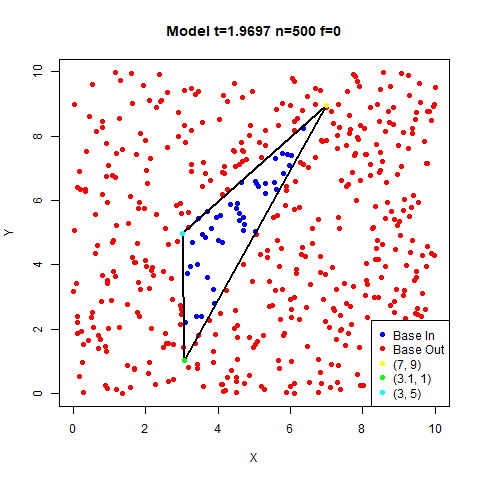 Model t=1.9697 n=500 f=0
10
8
6
4
2
0
Y
Base In
Base Out
(7, 9)
(3.1, 1)
(3, 5)
0 2 4 6 8 10
X